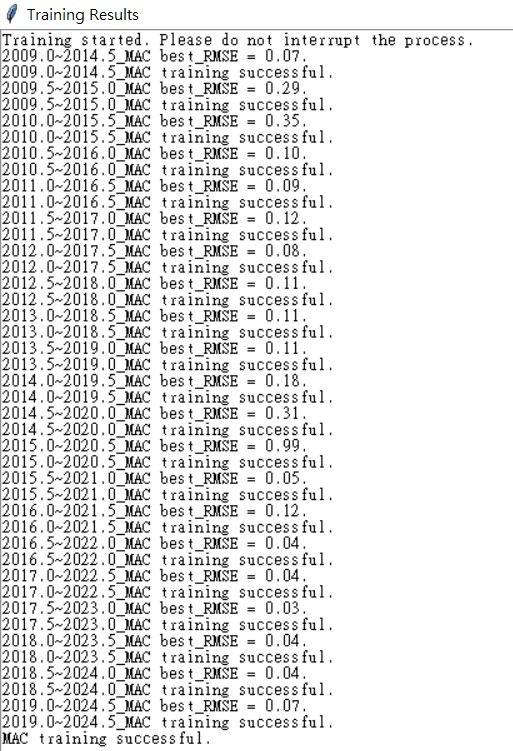 Training Results
Training started. Please do not interrupt the process.
2009.0~2014.5_MAC best_RMSE = 0.07.
2009.0~2014.5_MAC training successful.
2009.5~2015.0_MAC best_RMSE = 0.29.
2009.5~2015.0_MAC training successful.
2010.0~2015.5_MAC best_RMSE = 0.35.
2010.0~2015.5_MAC training successful.
2010.5~2016.0_MAC best_RMSE = 0.10.
2010.5~2016.0_MAC training successful.
2011.0~2016.5_MAC best_RMSE = 0.09.
2011.0~2016.5_MAC training successful.
2011.5~2017.0_MAC best_RMSE = 0.12.
2011.5~2017.0_MAC training successful.
2012.0~2017.5_MAC best_RMSE = 0.08.
2012.0~2017.5_MAC training successful.
2012.5~2018.0_MAC best_RMSE = 0.11.
2012.5~2018.0_MAC training successful.
2013.0~2018.5_MAC best_RMSE = 0.11.
2013.0~2018.5_MAC training successful.
2013.5~2019.0_MAC best_RMSE = 0.11.
2013.5~2019.0_MAC training successful.
2014.0~2019.5_MAC best_RMSE = 0.18.
2014.0~2019.5_MAC training successful.
2014.5~2020.0_MAC best_RMSE = 0.31.
2014.5~2020.0_MAC training successful.
2015.0~2020.5_MAC best_RMSE = 0.99.
2015.0~2020.5_MAC training successful.
2015.5~2021.0_MAC best_RMSE = 0.05.
2015.5~2021.0_MAC training successful.
2016.0~2021.5_MAC best_RMSE = 0.12.
2016.0~2021.5_MAC training successful.
2016.5~2022.0_MAC best_RMSE = 0.04.
2016.5~2022.0_MAC training successful.
2017.0~2022.5_MAC best_RMSE = 0.04.
2017.0~2022.5_MAC training successful.
2017.5~2023.0_MAC best_RMSE = 0.03.
2017.5~2023.0_MAC training successful.
2018.0~2023.5_MAC best_RMSE = 0.04.
2018.0~2023.5_MAC training successful.
2018.5~2024.0_MAC best_RMSE = 0.04.
2018.5~2024.0_MAC training successful.
2019.0~2024.5_MAC best_RMSE = 0.07.
2019.0~2024.5_MAC training successful.
MAC training successful.